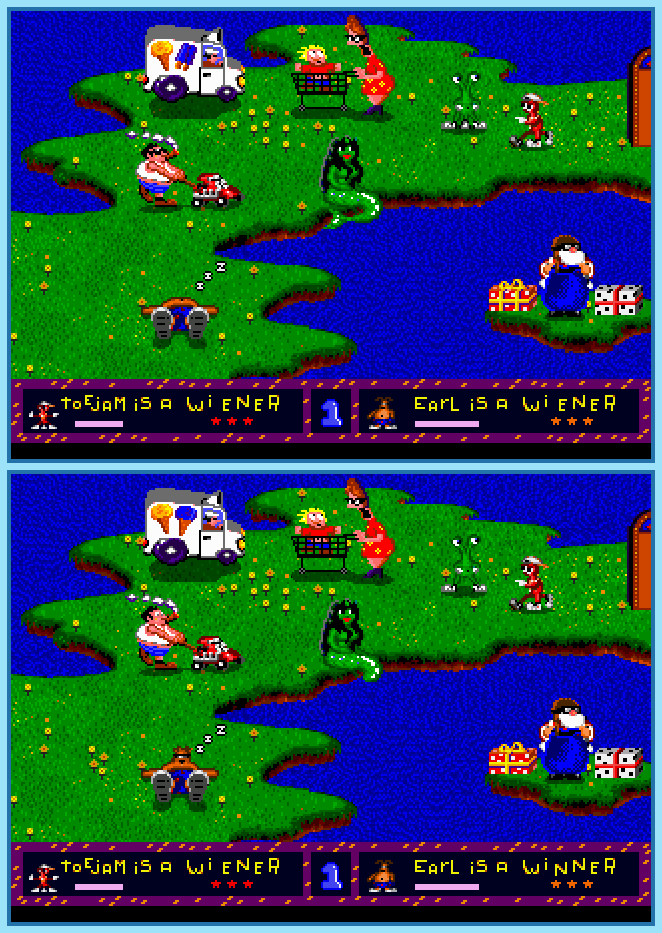 z z Z
ToEJaM iS A WiENER
1
EarL iS A WiENER
z z Z
ToEJaM iS A WiENER
1
EarL iS A WiNNER